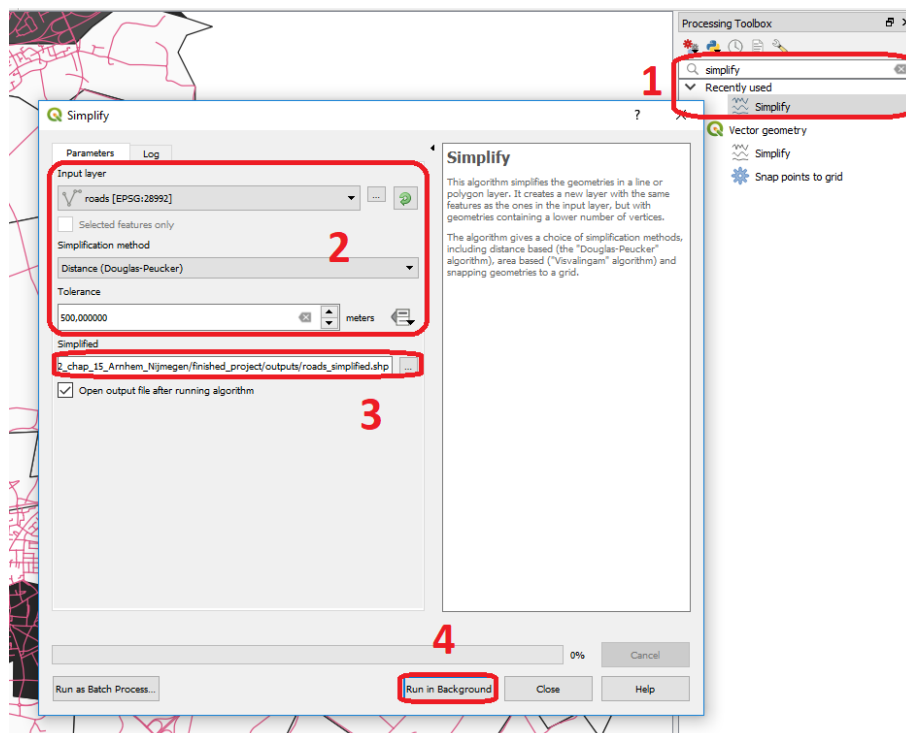 Processing Toolbox
1
simplify
Recently used
Simplify
Vector geometry
Simplify
Snap points to grid
Simplify
?
Parameters
Log
Input layer
roads [EPSG:28992]
...
Selected features only
2
Simplification method
Distance (Douglas-Peucker)
Tolerance
500,000000
meters
Simplified
2_chap_15_Arnhem_Nijmegen/finished_project/outputs/roads_simplified.shp
...
Open output file after running algorithm
3
Simplify
This algorithm simplifies the geometries in a line or
polygon layer. It creates a new layer with the same
features as the ones in the input layer, but with
geometries containing a lower number of vertices.
The algorithm gives a choice of simplification methods,
including distance based (the "Douglas-Peucker"
algorithm), area based ("Visvalingam" algorithm) and
snapping geometries to a grid.
4
0%
Cancel
Run as Batch Process...
Run in Background
Close
Help